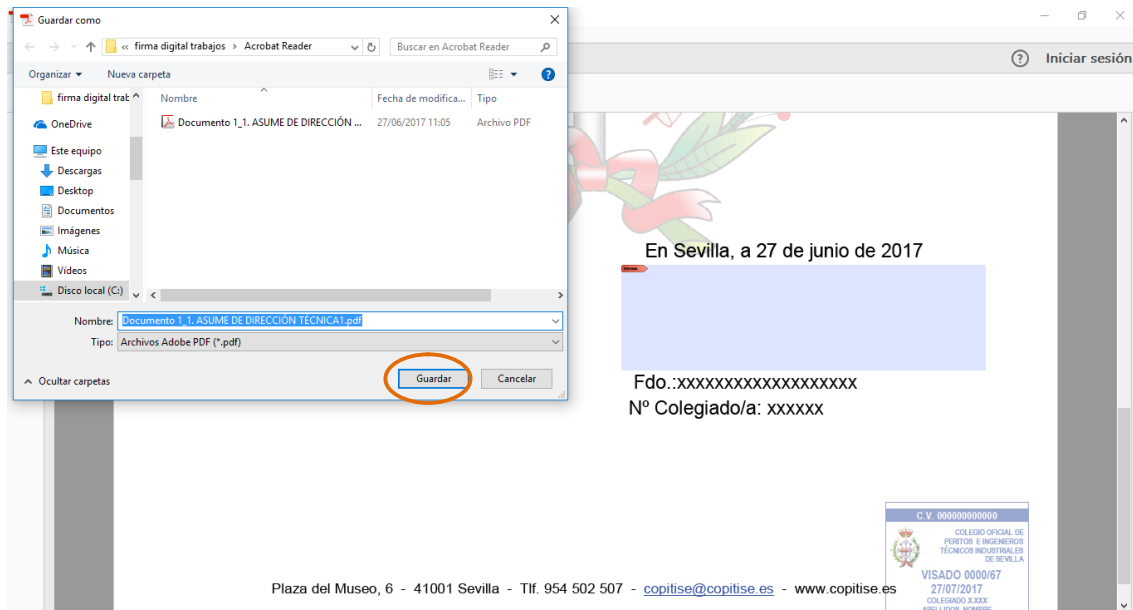 Guardar como
« firma digital trabajos › Acrobat Reader
Buscar en Acrobat Reader
Iniciar sesión
Organizar
Nueva carpeta
Nombre
Fecha de modifica...
Tipo
firma digital trab
Documento 1_1. ASUME DE DIRECCIÓN ...
27/06/2017 11:05
Archivo PDF
OneDrive
Este equipo
Descargas
Desktop
Documentos
Imágenes
Música
Vídeos
Disco local (C:)
Nombre: Documento 1_1. ASUME DE DIRECCIÓN TÉCNICA1.pdf
Tipo: Archivos Adobe PDF (*.pdf)
Ocultar carpetas
Guardar
Cancelar
En Sevilla, a 27 de junio de 2017
Fdo.:xxxxxxxxxxxxxxxxxxx
Nº Colegiado/a: xxxxxx
C.V. 000000000000
COLEGIO OFICIAL DE
PERITOS E INGENIEROS
TÉCNICOS INDUSTRIALES
DE SEVILLA
VISADO 0000/67
27/07/2017
COLEGIADO X.XXX
APELLIDOS, NOMBRE
Plaza del Museo, 6 - 41001 Sevilla - Tlf. 954 502 507 - copitise@copitise.es - www.copitise.es